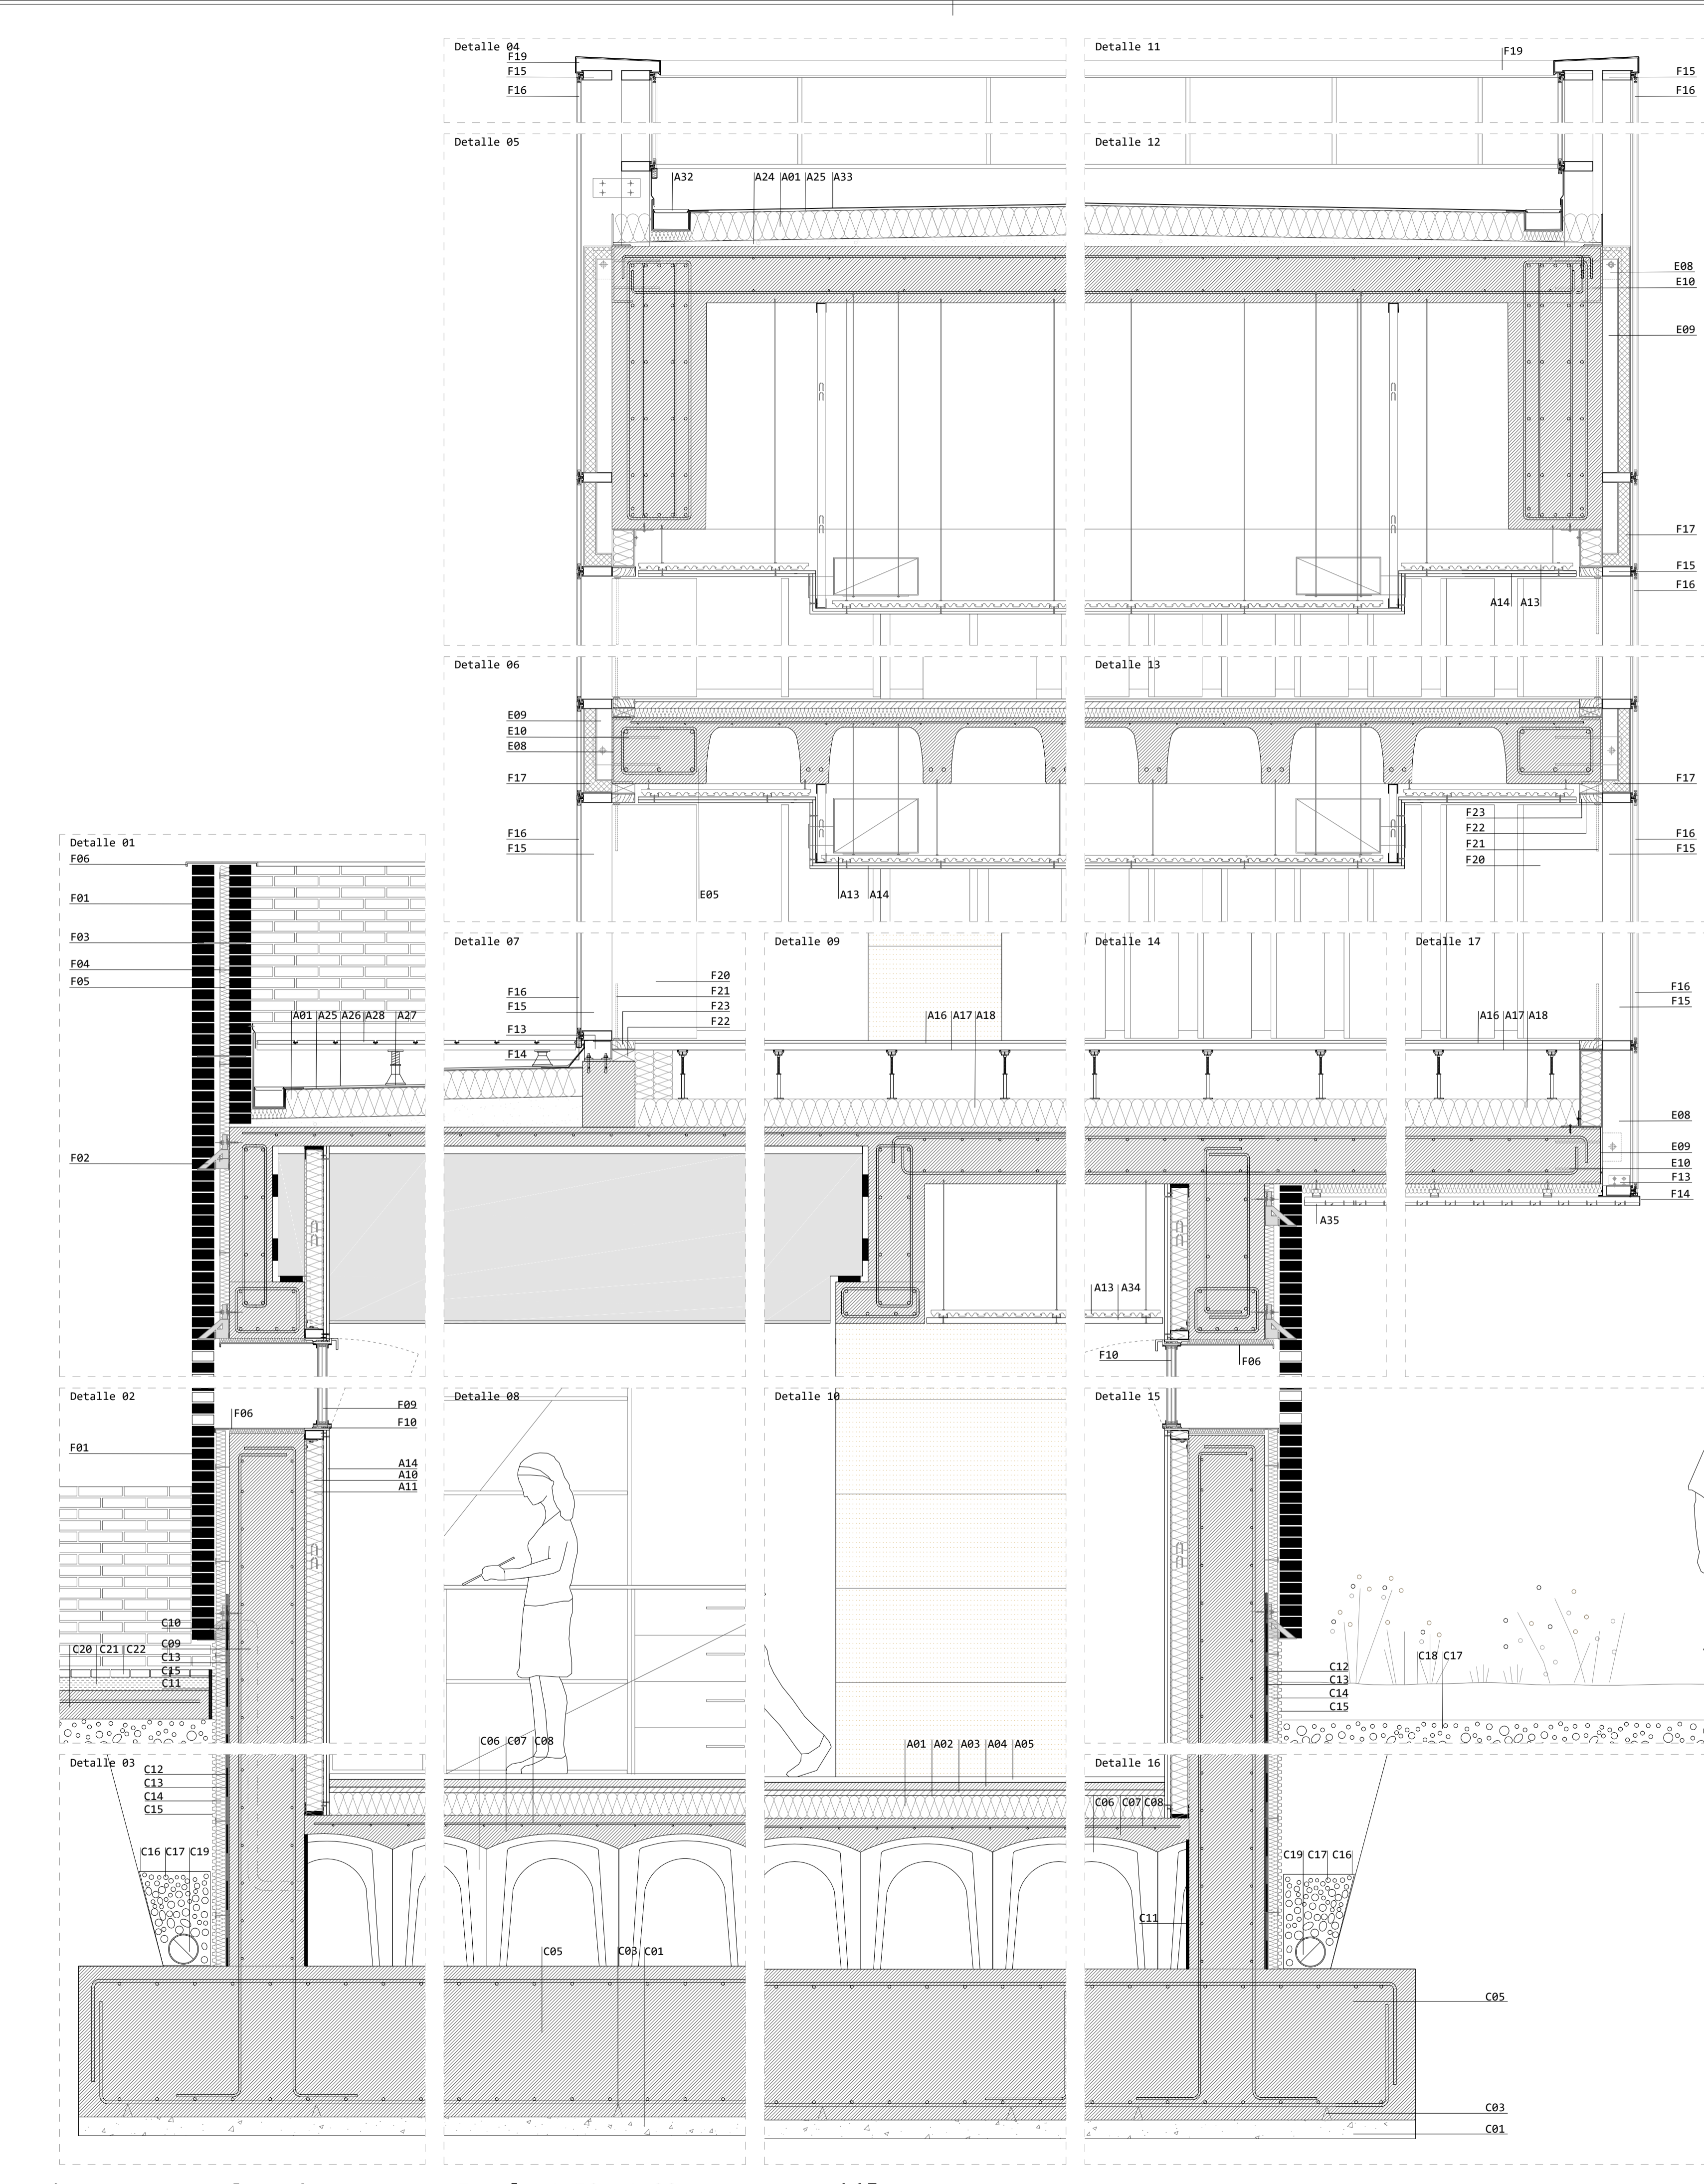 Detalle 04
F19
F15
F16
Detalle 11
F19
F15
F16
Detalle 05
A32 A24 A01 A25 A33
Detalle 12
E08
E10
E09
F17
F15
F16
A14 A13
Detalle 06
E09
E10
E08
F17
F16
F15
E05 A13 A14
Detalle 13
F17
F23
F22
F21
F20
F16
F15
Detalle 01
F06
F01
F03
F04
F05
A01 A25 A26 A28 A27
F02
Detalle 07
F20
F16 F21
F15 F23
F22
F13
F14
Detalle 09
A16 A17 A18
Detalle 14
A35
A13 A34
F10
F06
Detalle 17
F16
F15
A16 A17 A18
E08
E09
E10
F13
F14
Detalle 02
F06
F09
F10
F01
A14
A10
A11
C10
C20 C21 C22
C09
C13
C15
C11
Detalle 08
C06 C07 C08
Detalle 10
A01 A02 A03 A04 A05
Detalle 15
C12
C13
C14
C15
C18 C17
Detalle 03
C12
C13
C14
C15
C16 C17 C19
C05 C03 C01
Detalle 16
C06 C07 C08
C19 C17 C16
C11
C05
C03
C01